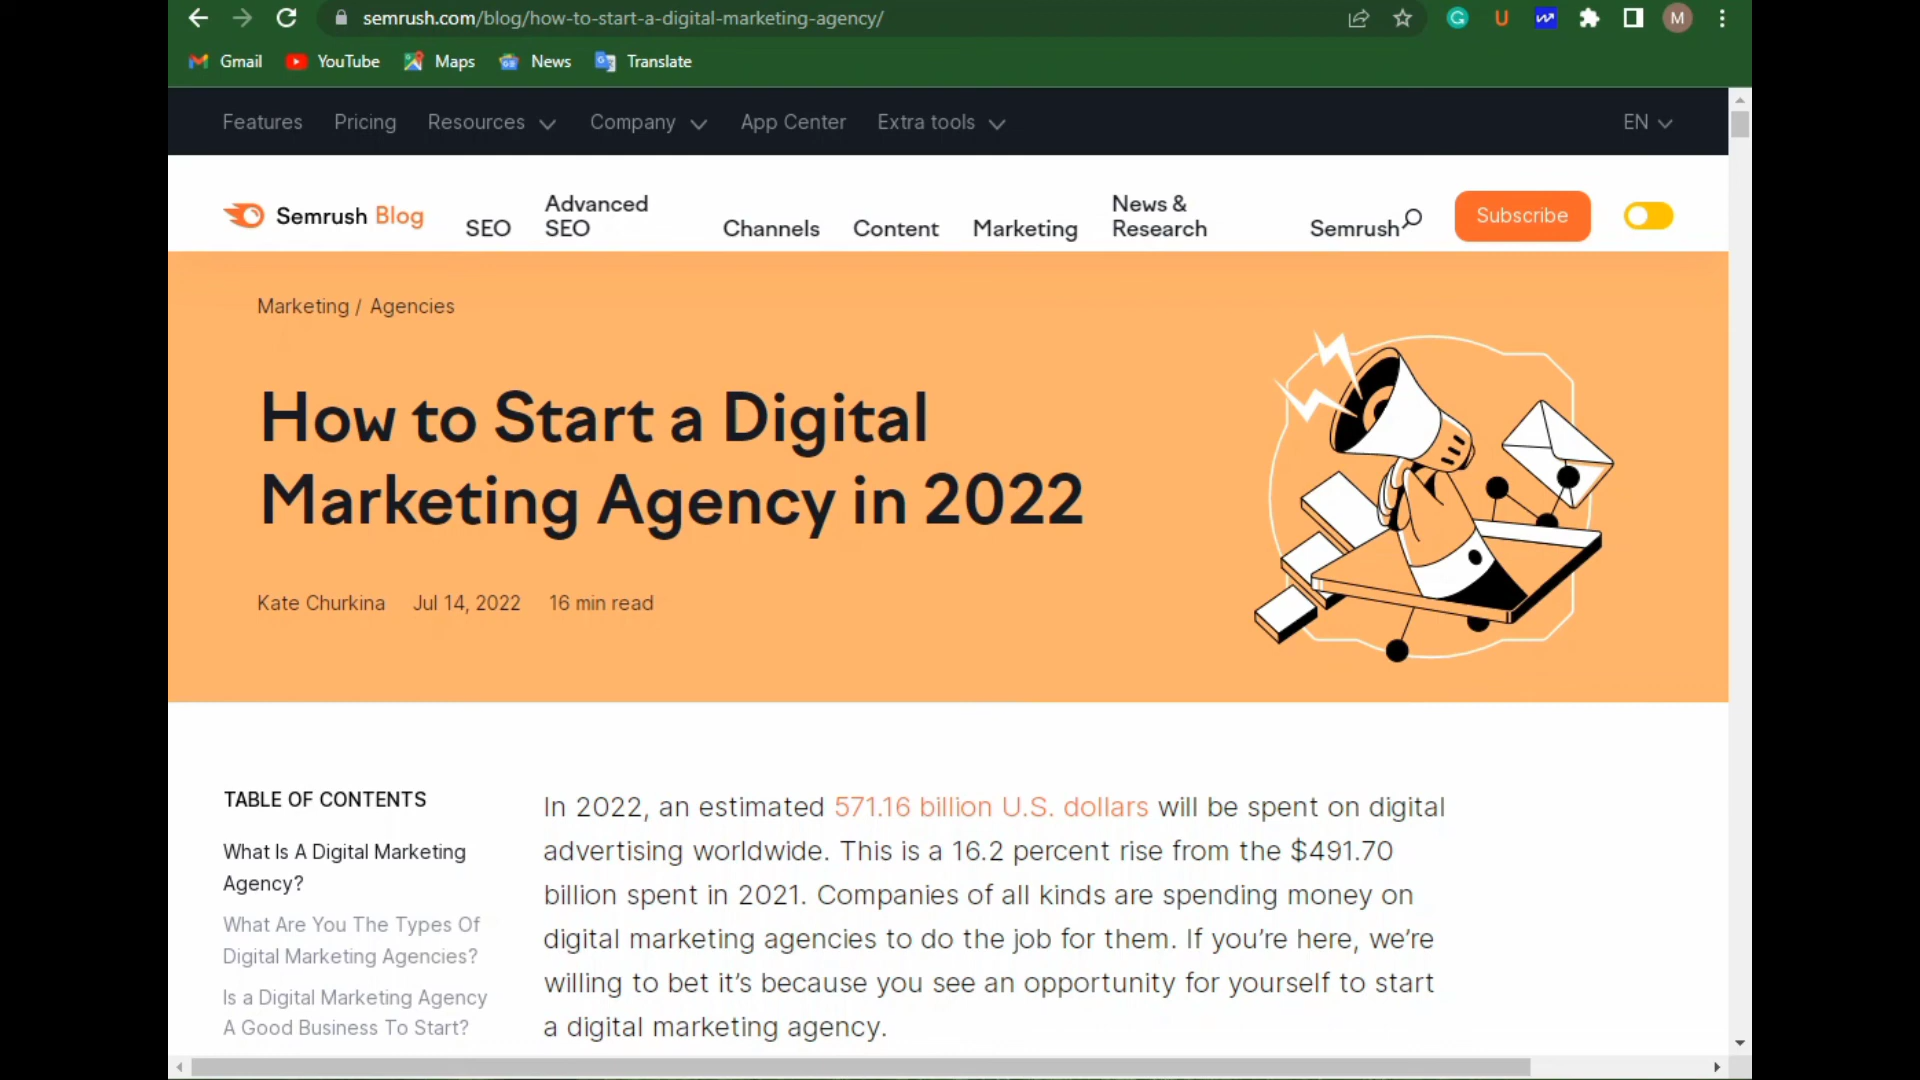 semrush.com/blog/how-to-start-a-digital-marketing-agency/
M
Gmail YouTube Maps News Translate
Features Pricing Resources Company App Center Extra tools EN
Semrush Blog SEO Advanced SEO Channels Content Marketing News & Research Semrush Subscribe
Marketing / Agencies
How to Start a Digital
Marketing Agency in 2022
Kate Churkina Jul 14, 2022 16 min read
TABLE OF CONTENTS
What Is A Digital Marketing
Agency?
What Are You The Types Of
Digital Marketing Agencies?
Is a Digital Marketing Agency
A Good Business To Start?
In 2022, an estimated 571.16 billion U.S. dollars will be spent on digital
advertising worldwide. This is a 16.2 percent rise from the $491.70
billion spent in 2021. Companies of all kinds are spending money on
digital marketing agencies to do the job for them. If you’re here, we’re
willing to bet it’s because you see an opportunity for yourself to start
a digital marketing agency.